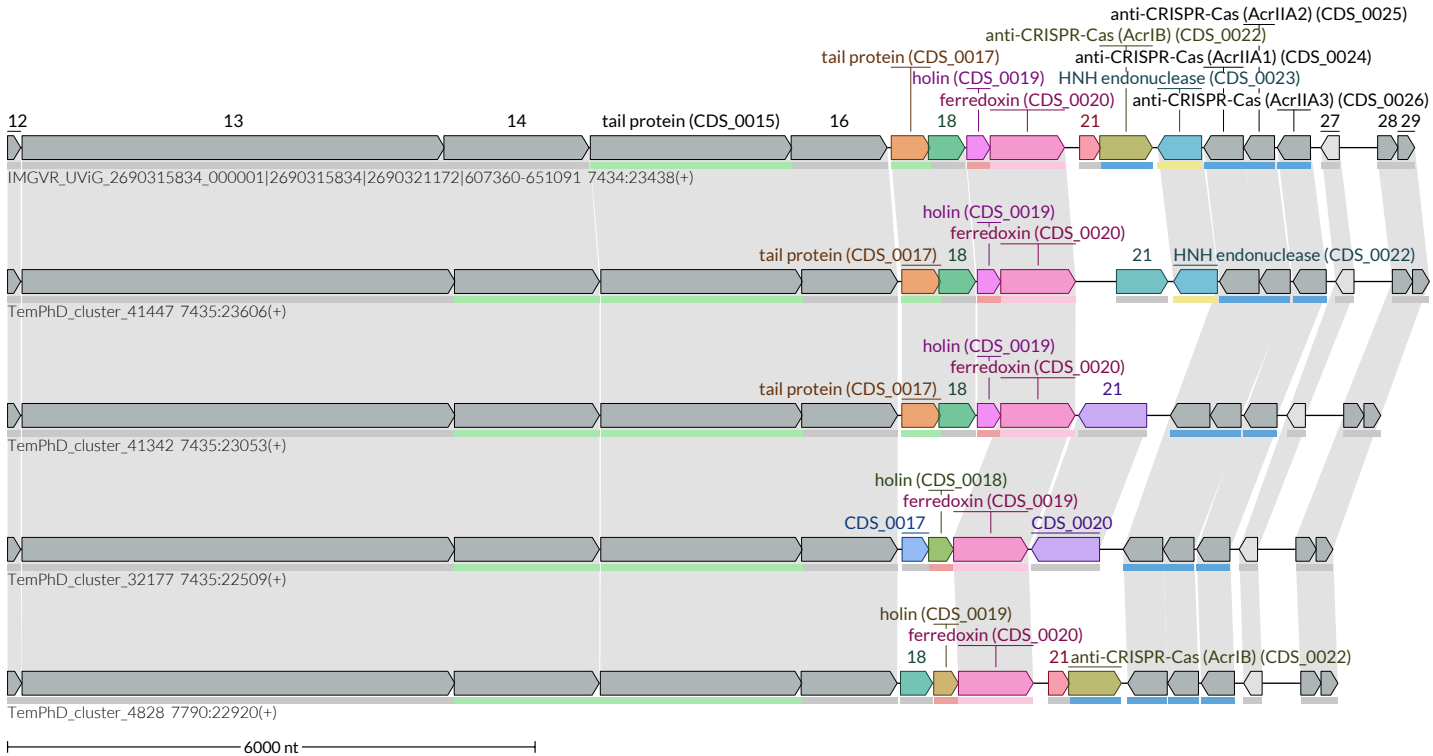 anti-CRISPR-Cas (AcrIIA2) (CDS_0025)
anti-CRISPR-Cas (AcrIB) (CDS_0022)
tail protein (CDS_0017) anti-CRISPR-Cas (AcrIIA1) (CDS_0024)
holin (CDS_0019) HNH endonuclease (CDS_0023)
ferredoxin (CDS_0020) anti-CRISPR-Cas (AcrIIA3) (CDS_0026)
12 13 14 tail protein (CDS_0015) 16 18 21 27 28 29
IMGVR_UViG_2690315834_000001|2690315834|2690321172|607360-651091 7434:23438(+)
holin (CDS_0019)
ferredoxin (CDS_0020)
tail protein (CDS_0017) 18 21 HNH endonuclease (CDS_0022)
TemPhD_cluster_41447 7435:23606(+)
holin (CDS_0019)
ferredoxin (CDS_0020)
tail protein (CDS_0017) 18 21
TemPhD_cluster_41342 7435:23053(+)
holin (CDS_0018)
ferredoxin (CDS_0019)
CDS_0017 CDS_0020
TemPhD_cluster_32177 7435:22509(+)
holin (CDS_0019)
ferredoxin (CDS_0020)
18 21 anti-CRISPR-Cas (AcrIB) (CDS_0022)
TemPhD_cluster_4828 7790:22920(+)
6000 nt